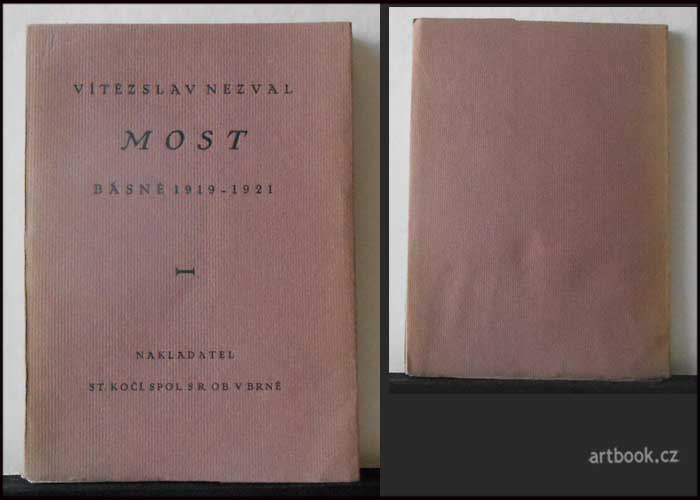 VÍTĚZSLAV NEZVAL
MOST
BÁSNĚ 1919-1921
I
NAKLADATEL
ST. KOČÍ, SPOL. S R. OB. V BRNĚ
artbook.cz